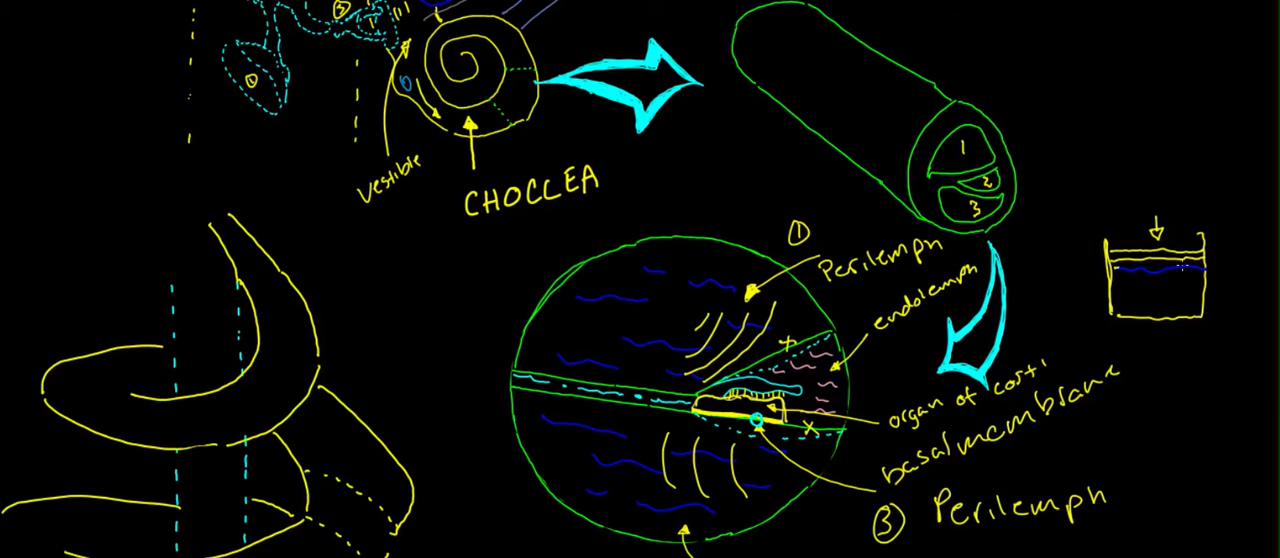 Vestible
CHOCLEA
1
2
3
①
Perilemph
endolemph
organ of corti
basalmembrane
③ Perilemph